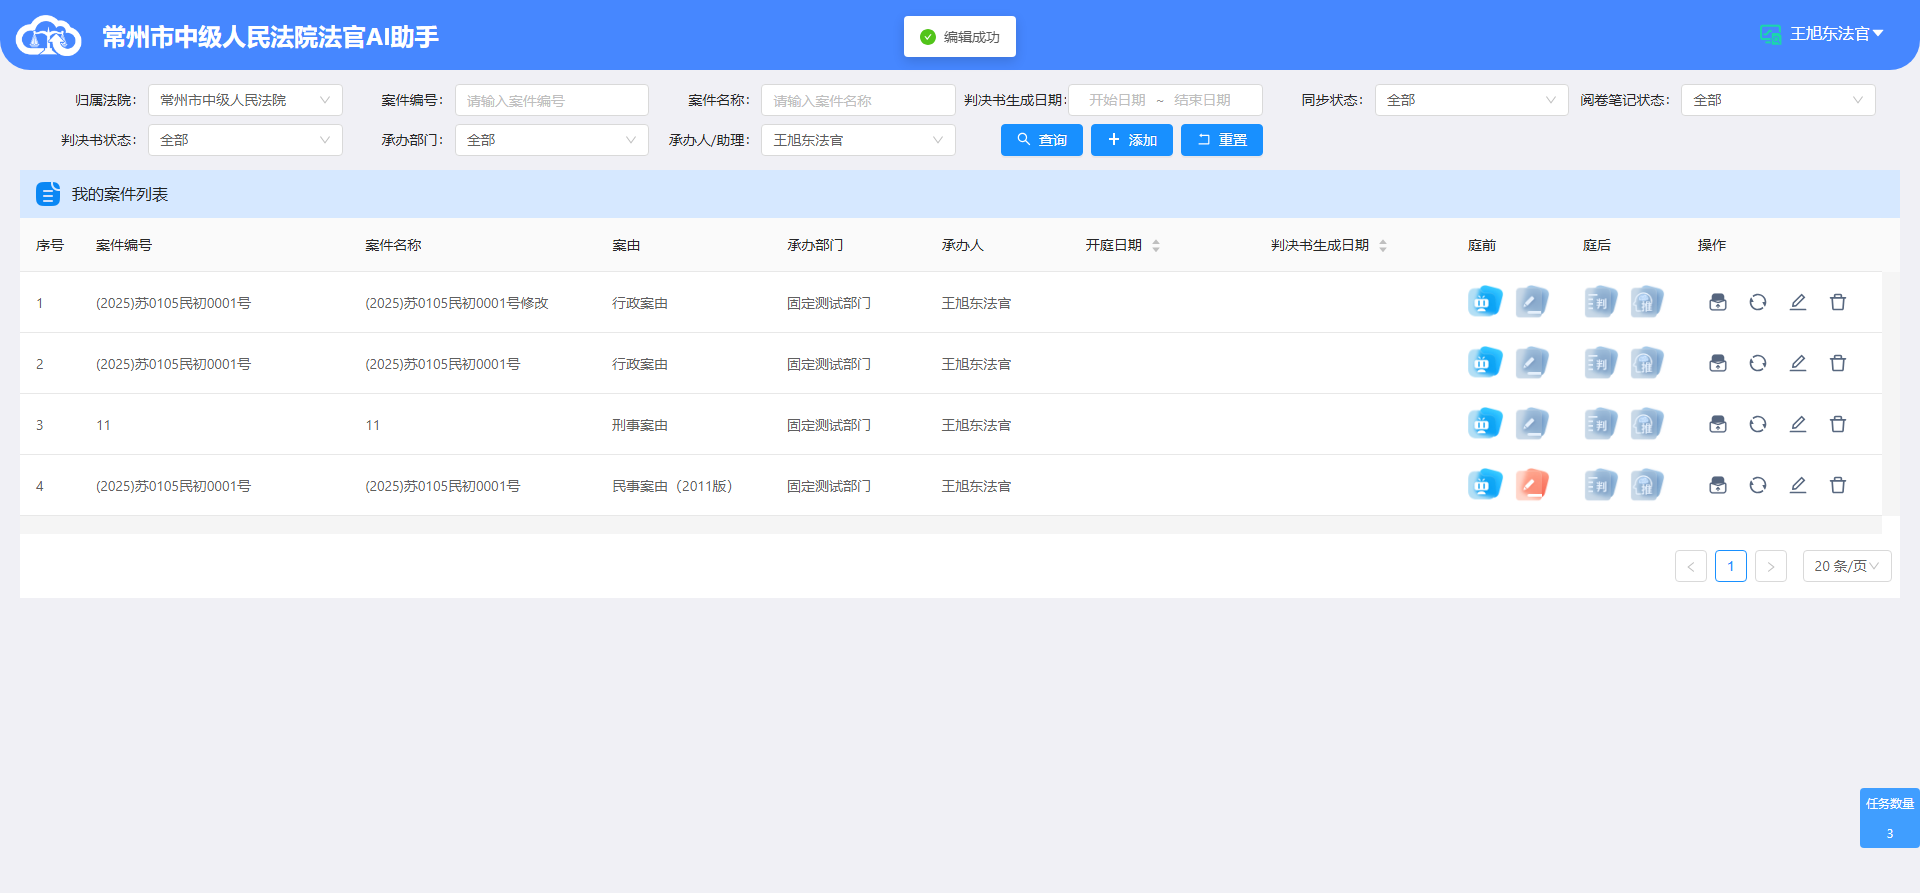 常州市中级人民法院法官AI助手
编辑成功
王旭东法官
归属法院: 常州市中级人民法院 案件编号: 请输入案件编号 案件名称: 请输入案件名称 判决书生成日期: 开始日期 ~ 结束日期 同步状态: 全部 阅卷笔记状态: 全部
判决书状态: 全部 承办部门: 全部 承办人/助理: 王旭东法官 查询 添加 重置
我的案件列表
序号 案件编号 案件名称 案由 承办部门 承办人 开庭日期 判决书生成日期 庭前 庭后 操作
1 (2025)苏0105民初0001号 (2025)苏0105民初0001号修改 行政案由 固定测试部门 王旭东法官 判 推
2 (2025)苏0105民初0001号 (2025)苏0105民初0001号 行政案由 固定测试部门 王旭东法官 判 推
3 11 11 刑事案由 固定测试部门 王旭东法官 判 推
4 (2025)苏0105民初0001号 (2025)苏0105民初0001号 民事案由（2011版） 固定测试部门 王旭东法官 判 推
< 1 > 20 条/页
任务数量
3